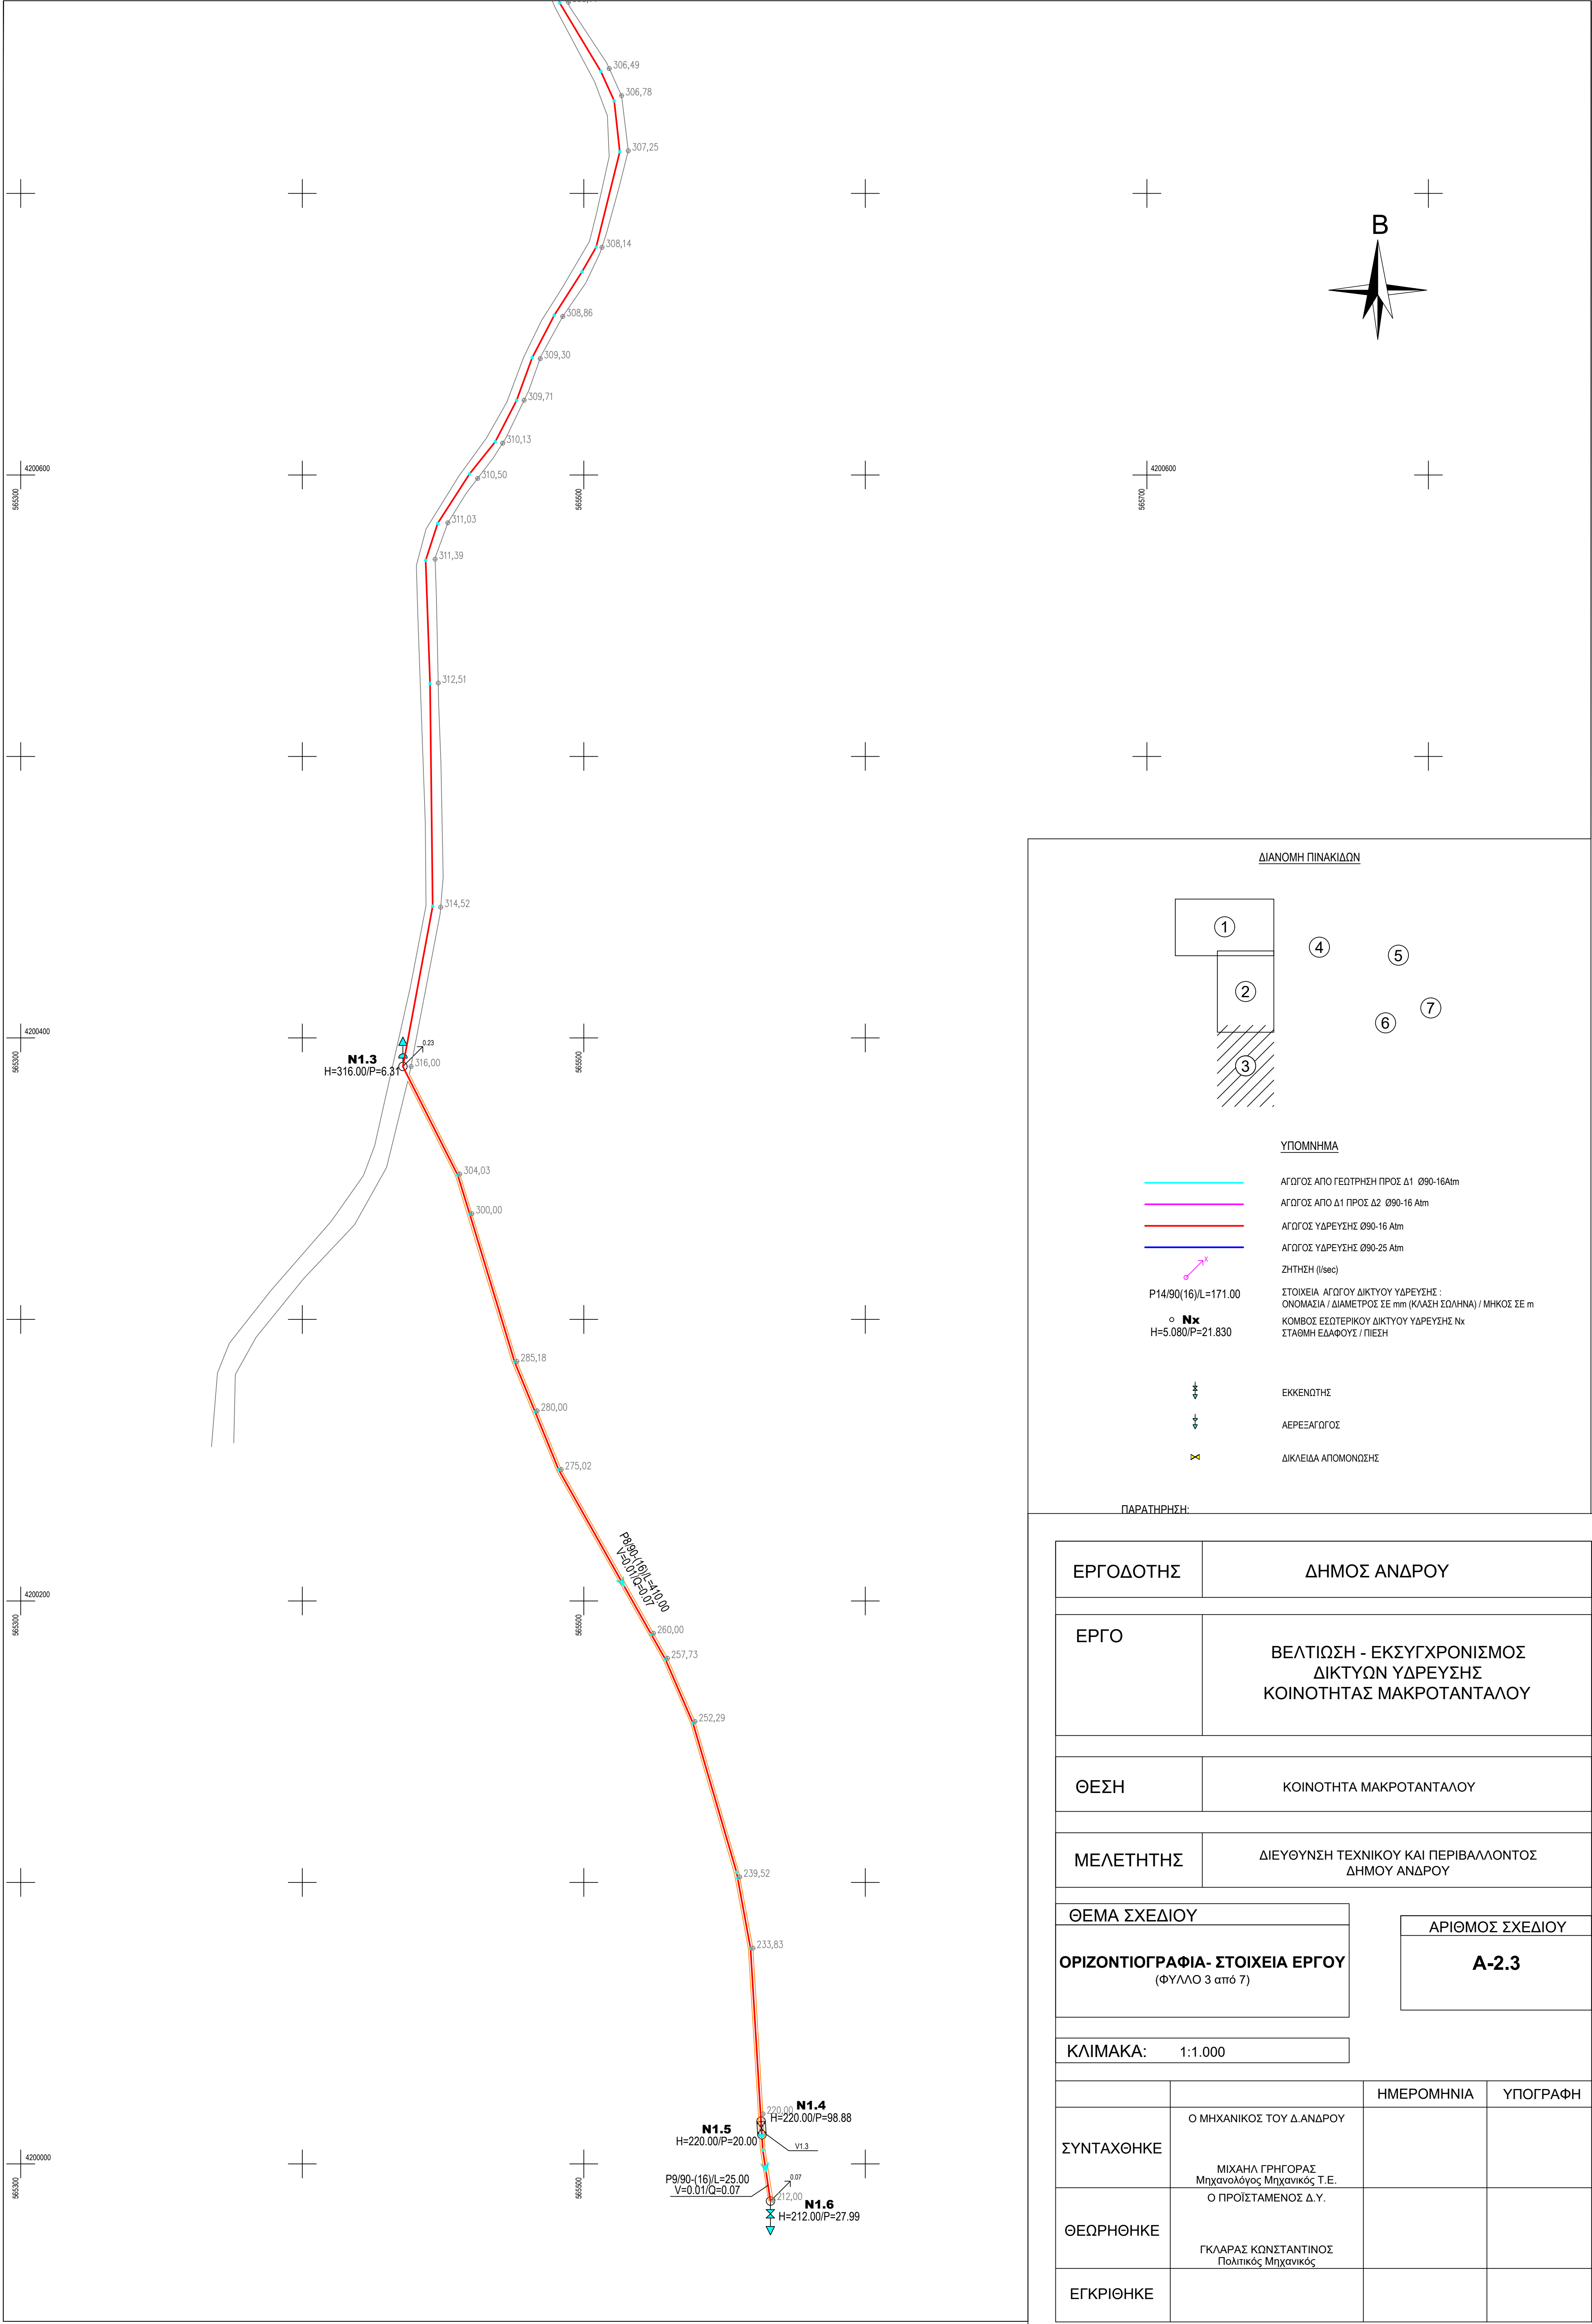 306,49
306,78
307,25
308,14
308,86
309,30
309,71
310,13
310,50
311,03
311,39
312,51
314,52
316,00
304,03
300,00
285,18
280,00
275,02
260,00
257,73
252,29
239,52
233,83
220,00
212,00
Β
4200600
565300
565500
4200600
565700
4200400
565300
565500
4200200
565300
565500
4200000
565300
565500
N1.3
H=316.00/P=6.31
0.23
P8/90-(16)/L=410.00
V=0.01/Q=0.07
N1.4
H=220.00/P=98.88
N1.5
H=220.00/P=20.00
V1.3
P9/90-(16)/L=25.00
V=0.01/Q=0.07
0.07
N1.6
H=212.00/P=27.99
ΔΙΑΝΟΜΗ ΠΙΝΑΚΙΔΩΝ
1
2
3
4
5
6
7
ΥΠΟΜΝΗΜΑ
ΑΓΩΓΟΣ ΑΠΟ ΓΕΩΤΡΗΣΗ ΠΡΟΣ Δ1 Ø90-16Atm
ΑΓΩΓΟΣ ΑΠΟ Δ1 ΠΡΟΣ Δ2 Ø90-16 Atm
ΑΓΩΓΟΣ ΥΔΡΕΥΣΗΣ Ø90-16 Atm
ΑΓΩΓΟΣ ΥΔΡΕΥΣΗΣ Ø90-25 Atm
X
ΖΗΤΗΣΗ (l/sec)
P14/90(16)/L=171.00
ΣΤΟΙΧΕΙΑ ΑΓΩΓΟΥ ΔΙΚΤΥΟΥ ΥΔΡΕΥΣΗΣ :
ΟΝΟΜΑΣΙΑ / ΔΙΑΜΕΤΡΟΣ ΣΕ mm (ΚΛΑΣΗ ΣΩΛΗΝΑ) / ΜΗΚΟΣ ΣΕ m
Nx
H=5.080/P=21.830
ΚΟΜΒΟΣ ΕΣΩΤΕΡΙΚΟΥ ΔΙΚΤΥΟΥ ΥΔΡΕΥΣΗΣ Nx
ΣΤΑΘΜΗ ΕΔΑΦΟΥΣ / ΠΙΕΣΗ
ΕΚΚΕΝΩΤΗΣ
ΑΕΡΕΞΑΓΩΓΟΣ
ΔΙΚΛΕΙΔΑ ΑΠΟΜΟΝΩΣΗΣ
ΠΑΡΑΤΗΡΗΣΗ:
ΕΡΓΟΔΟΤΗΣ
ΔΗΜΟΣ ΑΝΔΡΟΥ
ΕΡΓΟ
ΒΕΛΤΙΩΣΗ - ΕΚΣΥΓΧΡΟΝΙΣΜΟΣ
ΔΙΚΤΥΩΝ ΥΔΡΕΥΣΗΣ
ΚΟΙΝΟΤΗΤΑΣ ΜΑΚΡΟΤΑΝΤΑΛΟΥ
ΘΕΣΗ
ΚΟΙΝΟΤΗΤΑ ΜΑΚΡΟΤΑΝΤΑΛΟΥ
ΜΕΛΕΤΗΤΗΣ
ΔΙΕΥΘΥΝΣΗ ΤΕΧΝΙΚΟΥ ΚΑΙ ΠΕΡΙΒΑΛΛΟΝΤΟΣ
ΔΗΜΟΥ ΑΝΔΡΟΥ
ΘΕΜΑ ΣΧΕΔΙΟΥ
ΟΡΙΖΟΝΤΙΟΓΡΑΦΙΑ- ΣΤΟΙΧΕΙΑ ΕΡΓΟΥ
(ΦΥΛΛΟ 3 από 7)
ΑΡΙΘΜΟΣ ΣΧΕΔΙΟΥ
Α-2.3
ΚΛΙΜΑΚΑ: 1:1.000
ΗΜΕΡΟΜΗΝΙΑ ΥΠΟΓΡΑΦΗ
ΣΥΝΤΑΧΘΗΚΕ
Ο ΜΗΧΑΝΙΚΟΣ ΤΟΥ Δ.ΑΝΔΡΟΥ
ΜΙΧΑΗΛ ΓΡΗΓΟΡΑΣ
Μηχανολόγος Μηχανικός Τ.Ε.
ΘΕΩΡΗΘΗΚΕ
Ο ΠΡΟΪΣΤΑΜΕΝΟΣ Δ.Υ.
ΓΚΛΑΡΑΣ ΚΩΝΣΤΑΝΤΙΝΟΣ
Πολιτικός Μηχανικός
ΕΓΚΡΙΘΗΚΕ